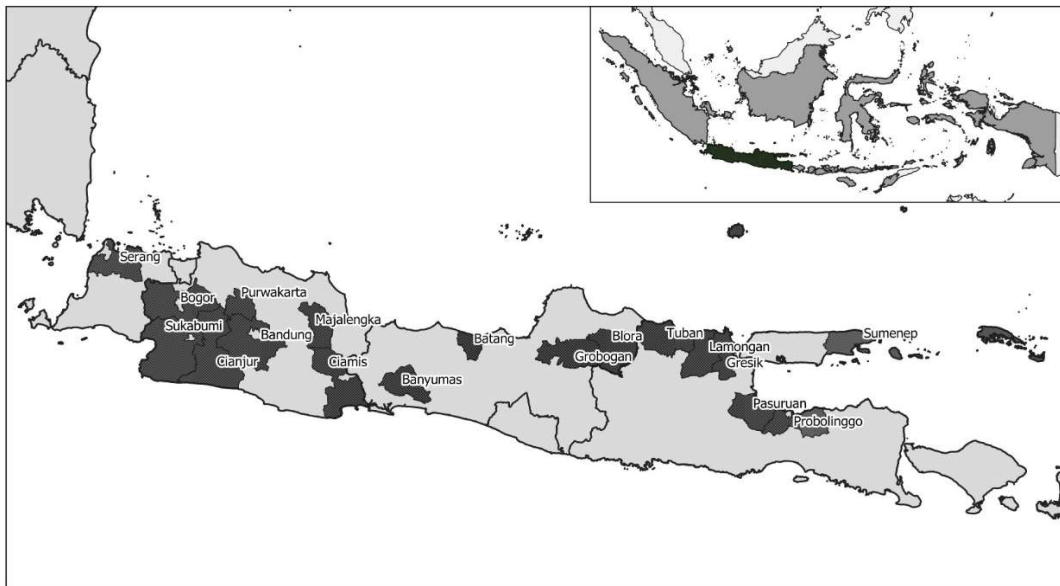 Serang
Bogor
Purwakarta
Sukabumi
Bandung
Majalengka
Cianjur
Ciamis
Batang
Banyumas
Blora
Tuban
Grobogan
Lamongan
Gresik
Sumenep
Pasuruan
Probolinggo